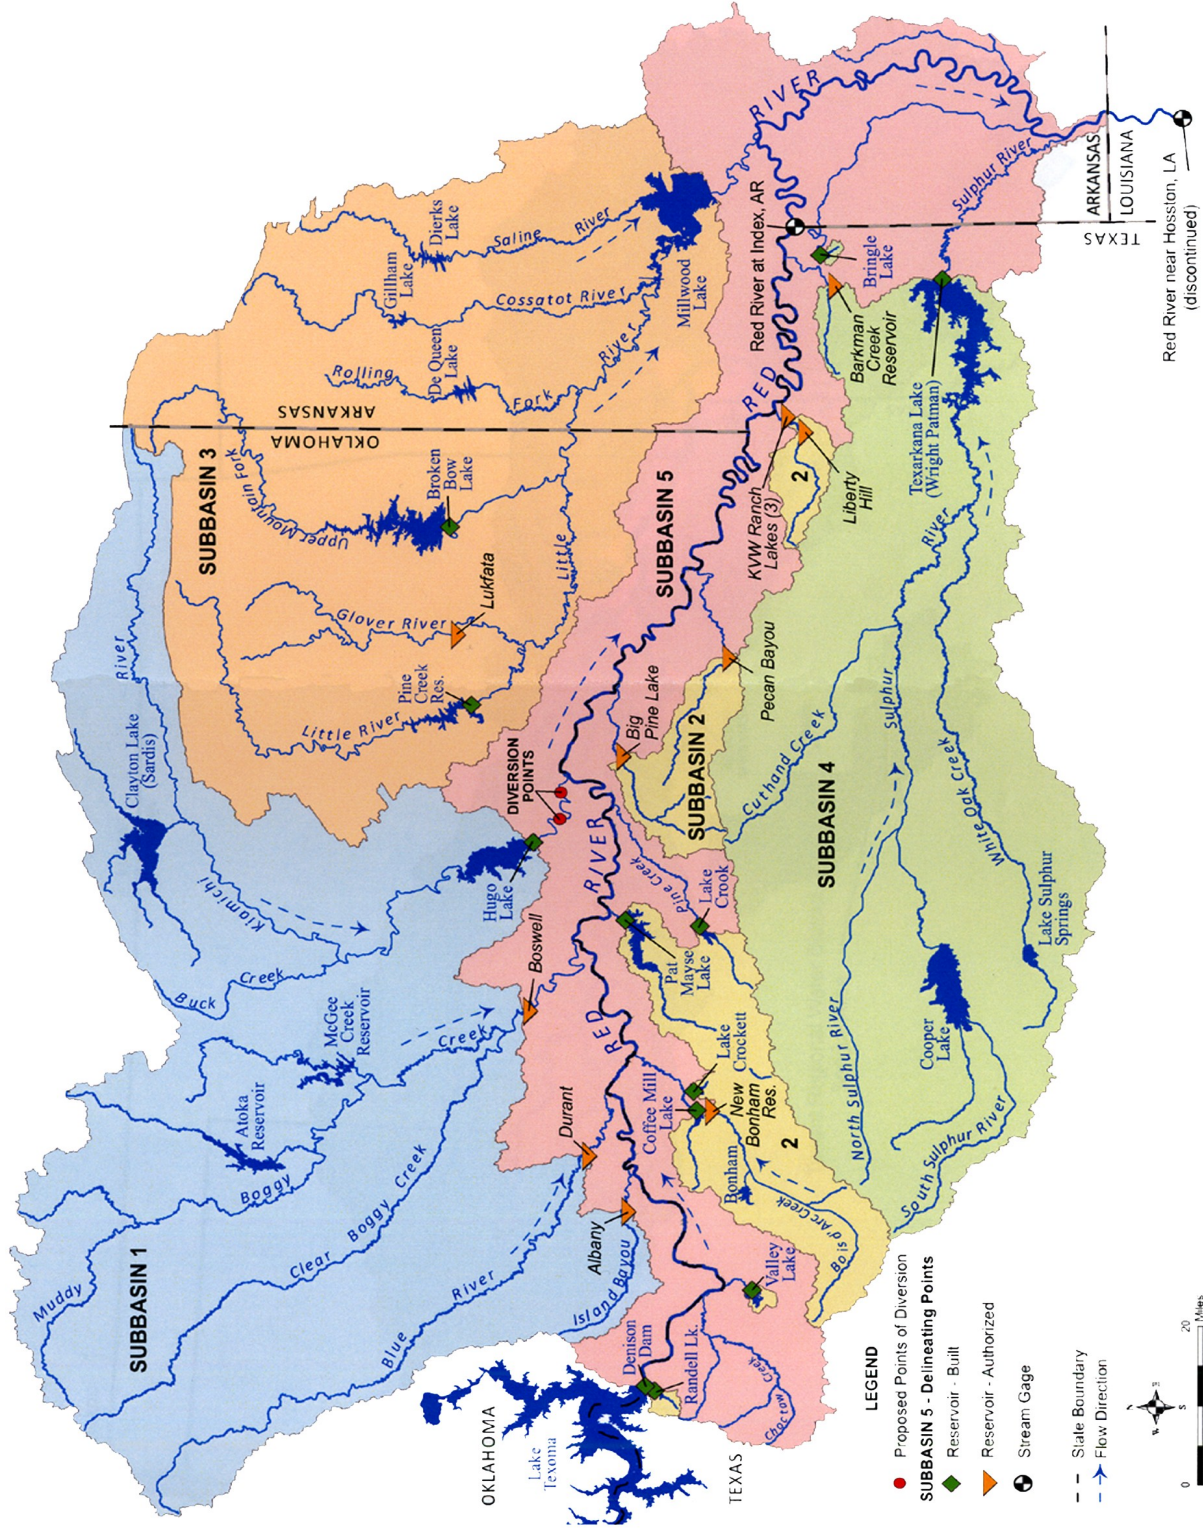 SUBBASIN 1
Muddy
Boggy
Atoka
Reservoir
Clear Boggy Creek
Blue River
Island Bayou
Albany
Durant
McGee
Creek
Reservoir
Creek
Buck Creek
Kiamichi
River
Clayton Lake
(Sardis)
Boswell
Hugo
Lake
DIVERSION
POINTS
SUBBASIN 3
Little River
Pine
Creek
Res.
Glover River
Lukfata
Upper Mountain Fork
Broken
Bow
Lake
Little
River
OKLAHOMA
ARKANSAS
Rolling
Fork
De Queen
Lake
Gillham
Lake
Cossatot River
Dierks
Lake
Saline River
Millwood
Lake
SUBBASIN 5
RED
RIVER
RED
RIVER
Red River at Index, AR
Bringle
Lake
Barkman
Creek
Reservoir
KVW Ranch
Lakes (3)
Liberty
Hill
2
Pecan Bayou
Big
Pine Lake
SUBBASIN 2
Pine Creek
Lake
Crook
Pat
Mayse
Lake
Lake
Crockett
Coffee Mill
Lake
New
Bonham
Res.
2
Bonham
Bois d'Arc Creek
Valley
Lake
Denison
Dam
Randell Lk.
Choctaw
Creek
Lake
Texoma
OKLAHOMA
TEXAS
SUBBASIN 4
Cuthand Creek
Sulphur
River
White Oak Creek
Lake Sulphur
Springs
Cooper
Lake
North Sulphur River
South Sulphur River
Texarkana Lake
(Wright Patman)
Sulphur River
ARKANSAS
LOUISIANA
TEXAS
Red River near Hosston, LA
(discontinued)
LEGEND
Proposed Points of Diversion
SUBBASIN 5 - Delineating Points
Reservoir - Built
Reservoir - Authorized
Stream Gage
State Boundary
Flow Direction
N
W
S
0
20
Miles